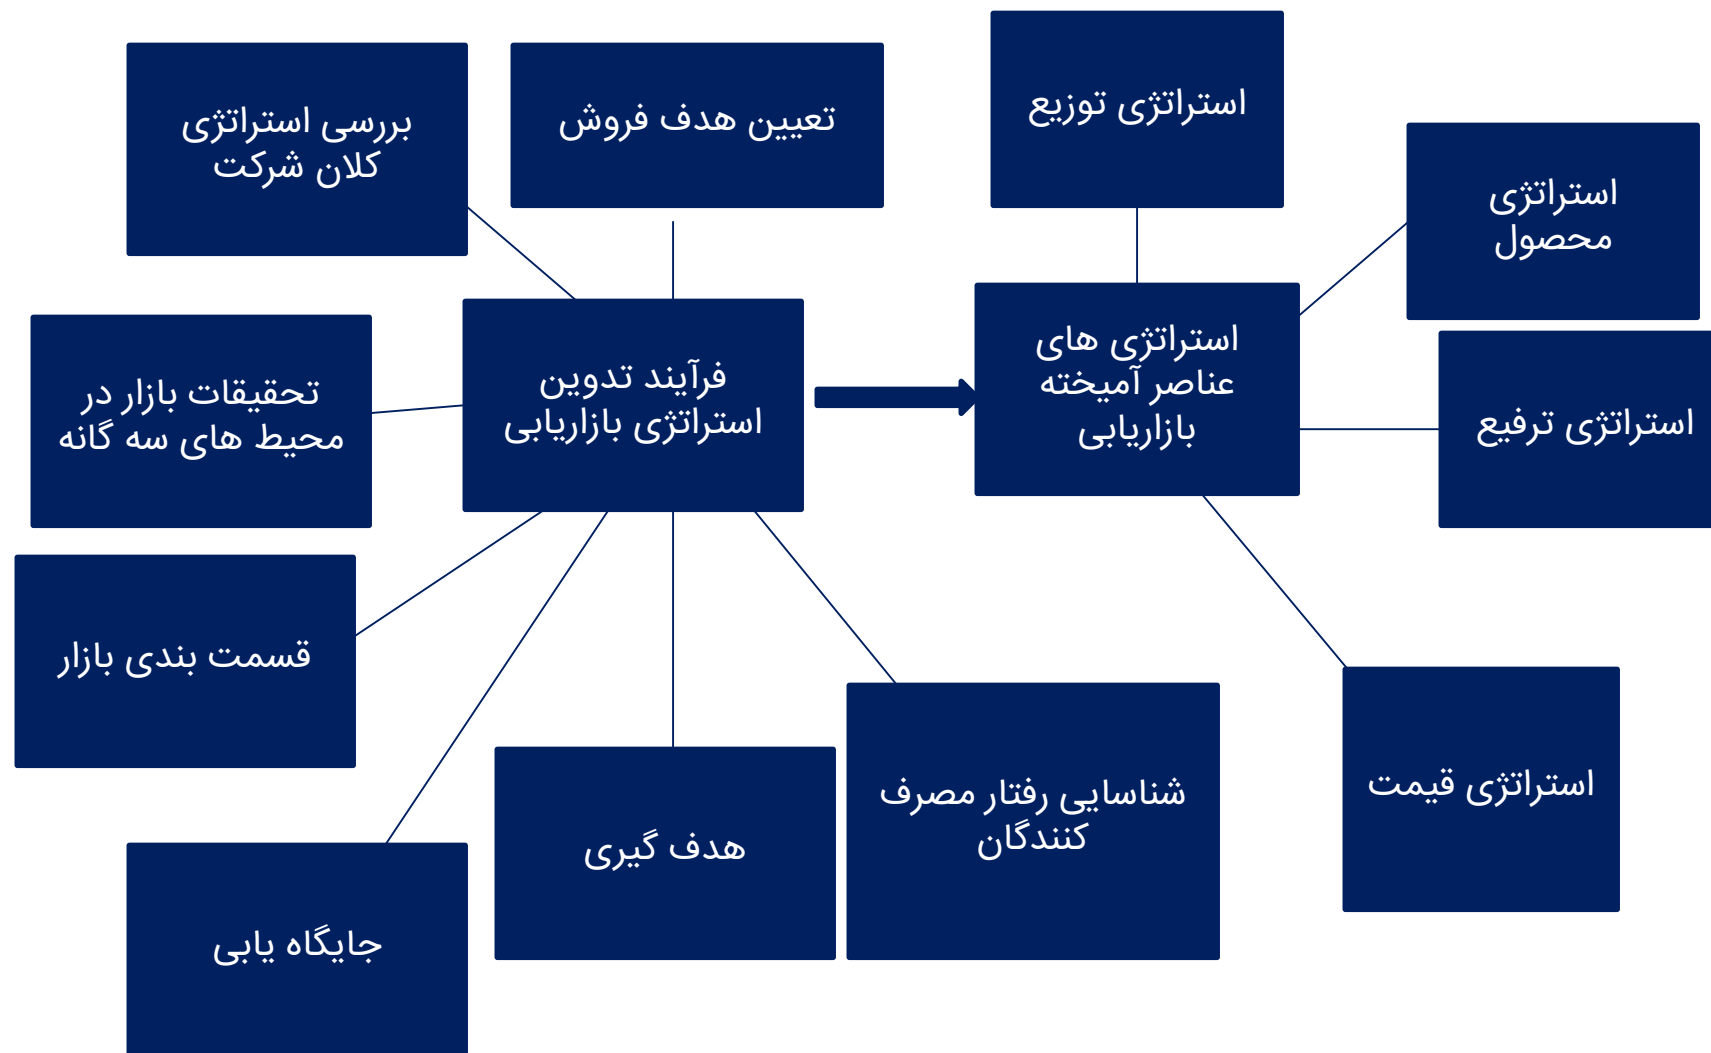 استراتژی توزیع
تعیین هدف فروش
بررسی استراتژی
کلان شرکت
استراتژی
محصول
استراتژی های
عناصر آمیخته
بازاریابی
فرآیند تدوین
استراتژی بازاریابی
تحقیقات بازار در
محیط های سه گانه
استراتژی ترفیع
قسمت بندی بازار
استراتژی قیمت
شناسایی رفتار مصرف
کنندگان
هدف گیری
جایگاه یابی